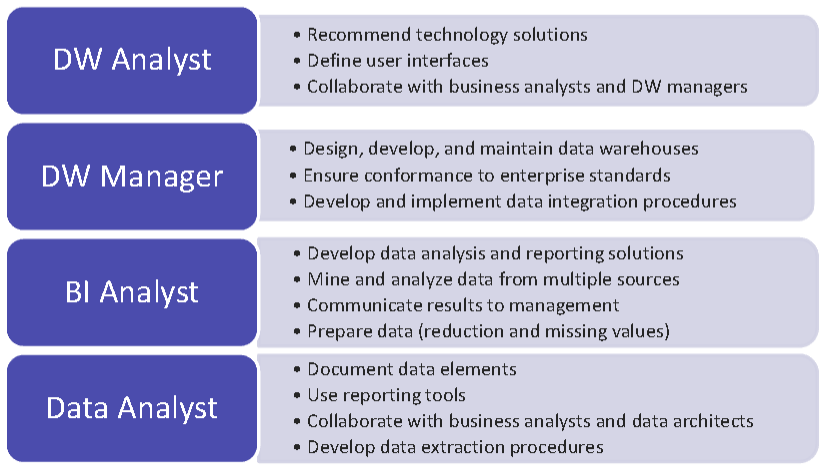 DW Analyst
• Recommend technology solutions
• Define user interfaces
• Collaborate with business analysts and DW managers
DW Manager
• Design, develop, and maintain data warehouses
• Ensure conformance to enterprise standards
• Develop and implement data integration procedures
BI Analyst
• Develop data analysis and reporting solutions
• Mine and analyze data from multiple sources
• Communicate results to management
• Prepare data (reduction and missing values)
Data Analyst
• Document data elements
• Use reporting tools
• Collaborate with business analysts and data architects
• Develop data extraction procedures